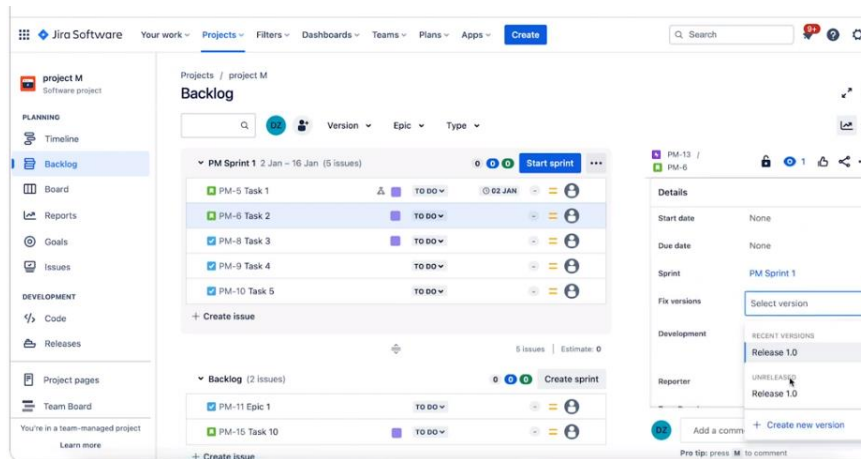 Jira Software Your work Projects Filters Dashboards Teams Plans Apps Create Search 9+
project M
Software project
PLANNING
Timeline
Backlog
Board
Reports
Goals
Issues
DEVELOPMENT
Code
Releases
Project pages
Team Board
You're in a team-managed project
Learn more
Projects / project M
Backlog
DZ Version Epic Type
PM Sprint 1 2 Jan – 16 Jan (5 issues) 0 0 0 Start sprint
PM-5 Task 1 TO DO 02 JAN -
PM-6 Task 2 TO DO -
PM-8 Task 3 TO DO -
PM-9 Task 4 TO DO -
PM-10 Task 5 TO DO -
+ Create issue
5 issues | Estimate: 0
Backlog (2 issues) 0 0 0 Create sprint
PM-11 Epic 1 TO DO -
PM-15 Task 10 TO DO -
+ Create issue
PM-13 /
PM-6
1
Details
Start date None
Due date None
Sprint PM Sprint 1
Fix versions Select version
Development
RECENT VERSIONS
Release 1.0
UNRELEASED
Release 1.0
+ Create new version
Reporter
DZ Add a comm
Pro tip: press M to comment